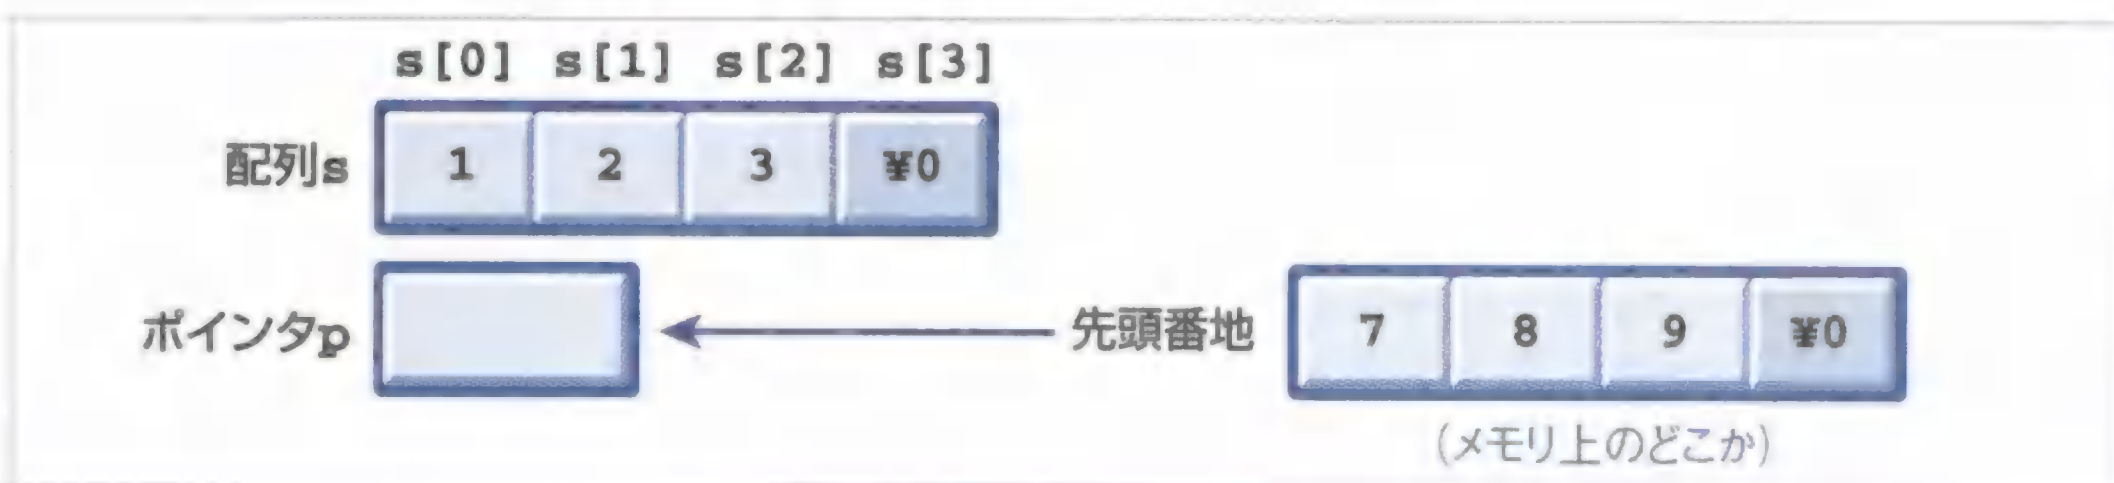 s[0] s[1] s[2] s[3]
配列s 1 2 3 ¥0
ポインタp 先頭番地 7 8 9 ¥0
(メモリ上のどこか)